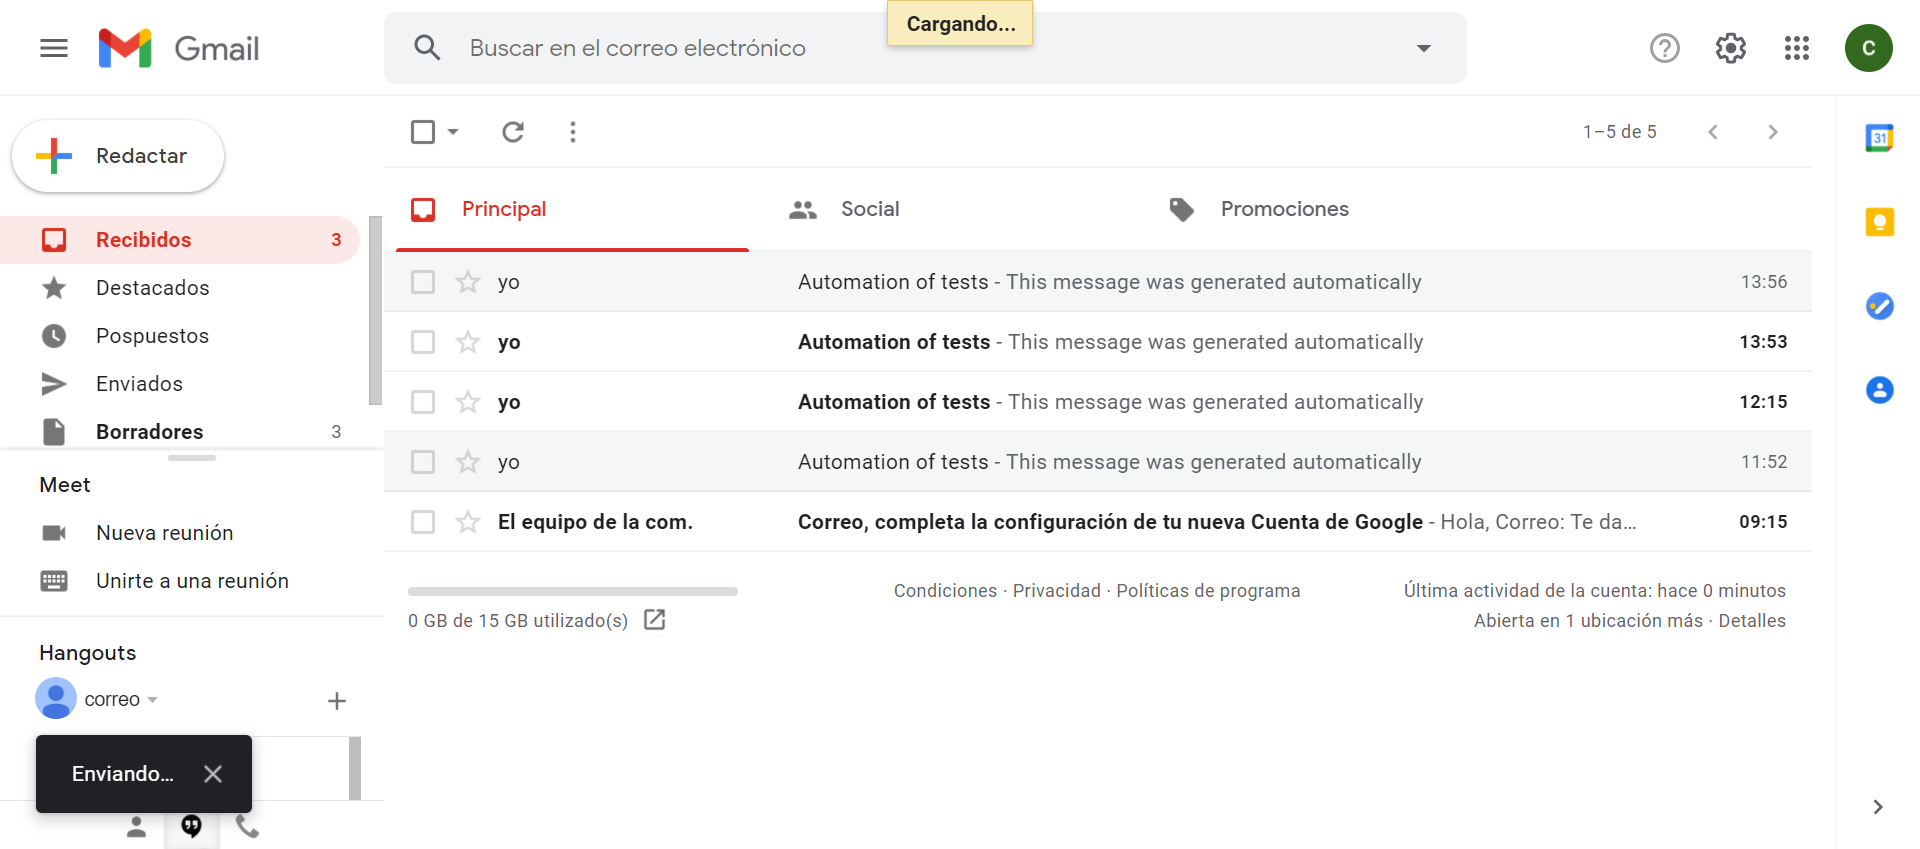 Cargando...
Gmail
Buscar en el correo electrónico
C
Redactar
1–5 de 5
31
Principal
Social
Promociones
Recibidos 3
Destacados
Pospuestos
Enviados
Borradores 3
yo Automation of tests - This message was generated automatically 13:56
yo Automation of tests - This message was generated automatically 13:53
yo Automation of tests - This message was generated automatically 12:15
yo Automation of tests - This message was generated automatically 11:52
El equipo de la com. Correo, completa la configuración de tu nueva Cuenta de Google - Hola, Correo: Te da… 09:15
Meet
Nueva reunión
Unirte a una reunión
0 GB de 15 GB utilizado(s)
Condiciones · Privacidad · Políticas de programa
Última actividad de la cuenta: hace 0 minutos
Abierta en 1 ubicación más · Detalles
Hangouts
correo
Enviando…